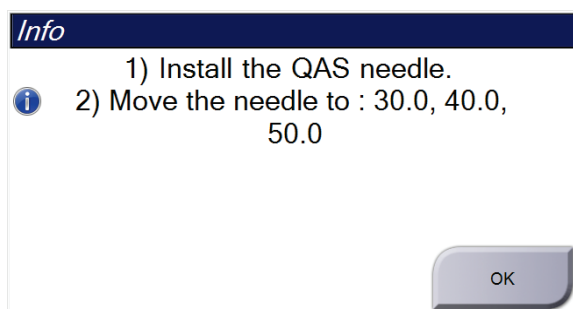 Info
1) Install the QAS needle.
2) Move the needle to : 30.0, 40.0,
50.0
OK